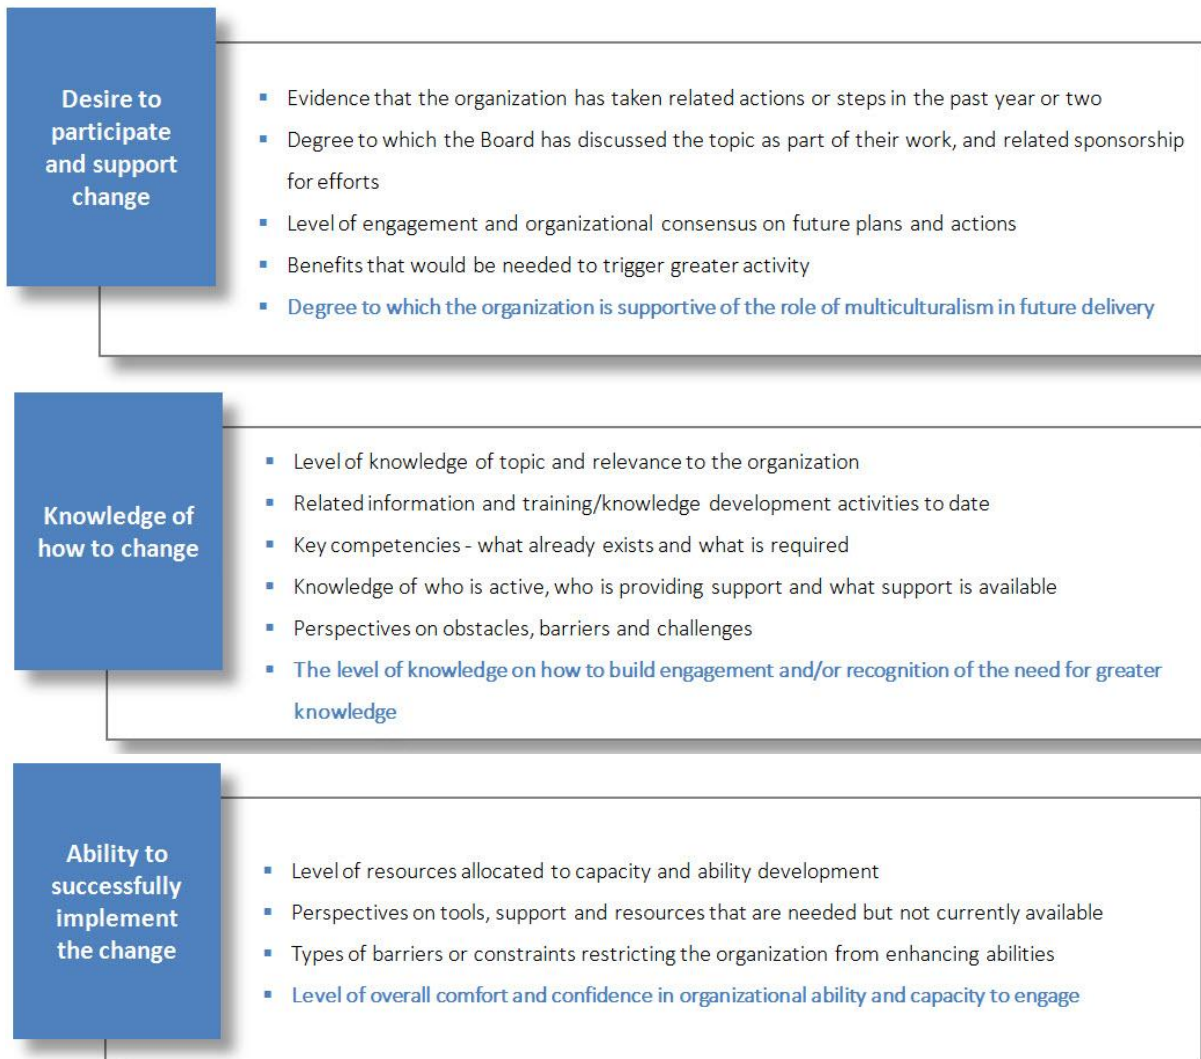 Desire to
participate
and support
change
▪ Evidence that the organization has taken related actions or steps in the past year or two
▪ Degree to which the Board has discussed the topic as part of their work, and related sponsorship
for efforts
▪ Level of engagement and organizational consensus on future plans and actions
▪ Benefits that would be needed to trigger greater activity
▪ Degree to which the organization is supportive of the role of multiculturalism in future delivery
Knowledge of
how to change
▪ Level of knowledge of topic and relevance to the organization
▪ Related information and training/knowledge development activities to date
▪ Key competencies - what already exists and what is required
▪ Knowledge of who is active, who is providing support and what support is available
▪ Perspectives on obstacles, barriers and challenges
▪ The level of knowledge on how to build engagement and/or recognition of the need for greater
knowledge
Ability to
successfully
implement
the change
▪ Level of resources allocated to capacity and ability development
▪ Perspectives on tools, support and resources that are needed but not currently available
▪ Types of barriers or constraints restricting the organization from enhancing abilities
▪ Level of overall comfort and confidence in organizational ability and capacity to engage